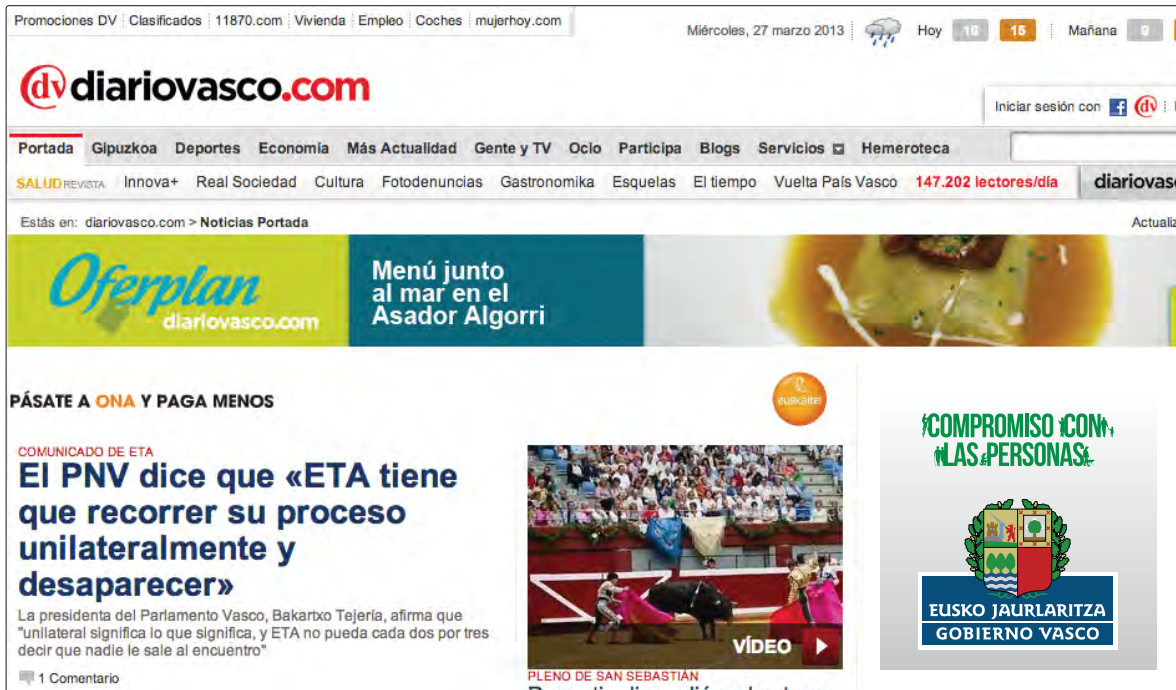 Promociones DV Clasificados 11870.com Vivienda Empleo Coches mujerhoy.com
Miércoles, 27 marzo 2013 Hoy 10 15 Mañana
dv diariovasco.com
Iniciar sesión con f dv
Portada Gipuzkoa Deportes Economía Más Actualidad Gente y TV Ocio Participa Blogs Servicios Hemeroteca
SALUD REVISTA Innova+ Real Sociedad Cultura Fotodenuncias Gastronomika Esquelas El tiempo Vuelta País Vasco 147.202 lectores/día
Estás en: diariovasco.com > Noticias Portada
Oferplan
diariovasco.com
Menú junto
al mar en el
Asador Algorri
PÁSATE A ONA Y PAGA MENOS
euskaltel
COMUNICADO DE ETA
El PNV dice que «ETA tiene
que recorrer su proceso
unilateralmente y
desaparecer»
La presidenta del Parlamento Vasco, Bakartxo Tejería, afirma que
"unilateral significa lo que significa, y ETA no pueda cada dos por tres
decir que nadie le sale al encuentro"
1 Comentario
VÍDEO
PLENO DE SAN SEBASTIÁN
COMPROMISO CON
LAS PERSONAS
EUSKO JAURLARITZA
GOBIERNO VASCO